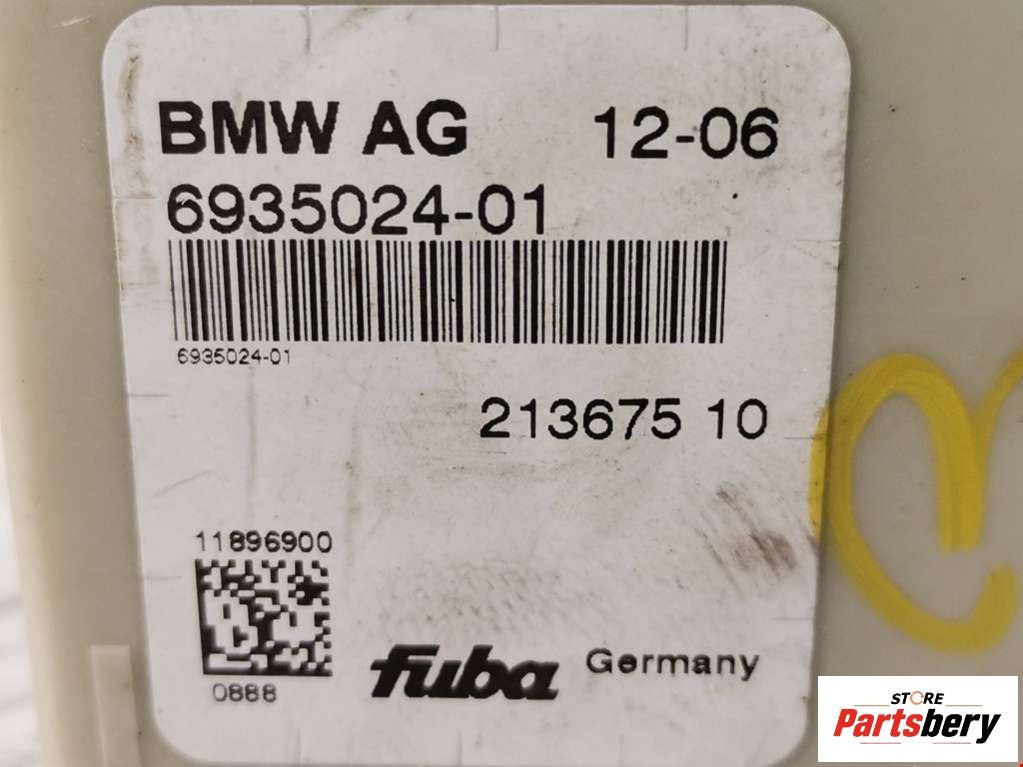 BMW AG 12-06
6935024-01
6935024-01
213675 10
11896900
0888
fuba Germany
STORE
Partsbery